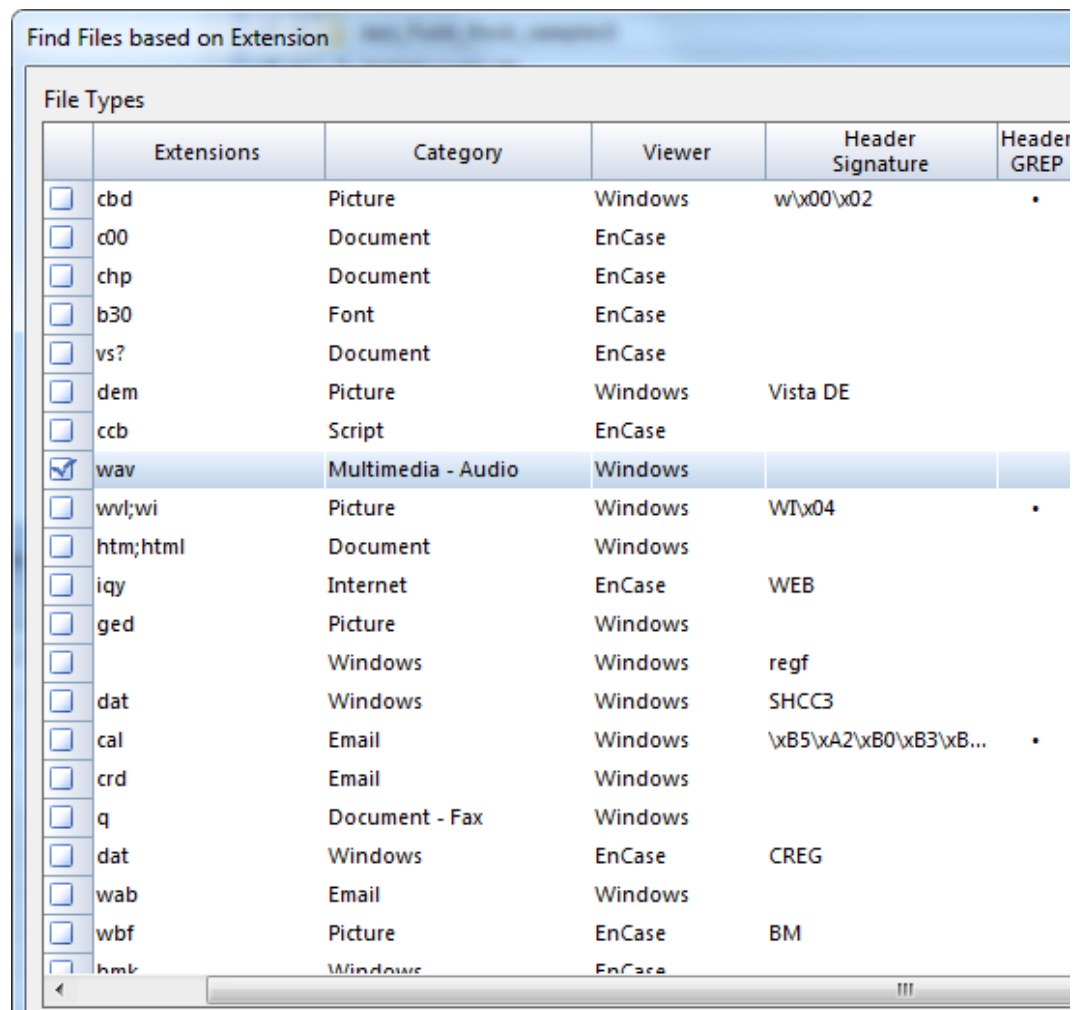 Find Files based on Extension
File Types
Extensions Category Viewer Header Signature Header GREP
cbd Picture Windows w\x00\x02 •
c00 Document EnCase
chp Document EnCase
b30 Font EnCase
vs? Document EnCase
dem Picture Windows Vista DE
ccb Script EnCase
wav Multimedia - Audio Windows
wvl;wi Picture Windows WI\x04 •
htm;html Document Windows
iqy Internet EnCase WEB
ged Picture Windows
Windows Windows regf
dat Windows Windows SHCC3
cal Email Windows \xB5\xA2\xB0\xB3\xB... •
crd Email Windows
q Document - Fax Windows
dat Windows EnCase CREG
wab Email Windows
wbf Picture EnCase BM
Windows EnCase